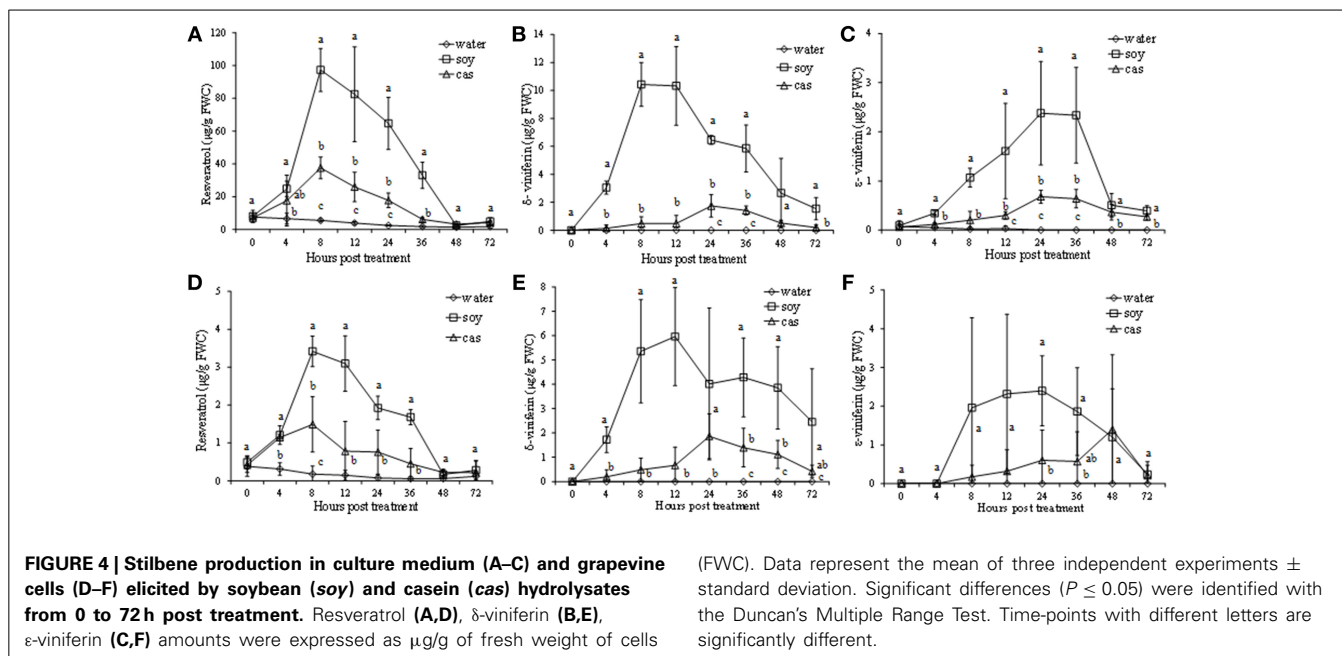 A
Resveratrol (µg/g FWC)
120
100
80
60
40
20
0
a a a a a a a a
b b b b
ab b c c c b
0 4 8 12 24 36 48 72
Hours post treatment
water
soy
cas
B
δ- viniferin (µg/g FWC)
14
12
10
8
6
4
2
0
a a a a a a a a
b b b b b
c c b
0 4 8 12 24 36 48 72
Hours post treatment
water
soy
cas
C
ε- viniferin (µg/g FWC)
4
3
2
1
0
a a a a a a a a
b b b b b b b
c c
0 4 8 12 24 36 48 72
Hours post treatment
water
soy
cas
D
Resveratrol (µg/g FWC)
5
4
3
2
1
0
a a a a a a a a
b b c b b b
0 4 8 12 24 36 48 72
Hours post treatment
water
soy
cas
E
δ-viniferin (µg/g FWC)
8
7
6
5
4
3
2
1
0
a a a a a a a a
b b b b b b ab
c c c
0 4 8 12 24 36 48 72
Hours post treatment
water
soy
cas
F
ε-viniferin (µg/g FWC)
5
4
3
2
1
0
a a a a a a a a
ab b b
0 4 8 12 24 36 48 72
Hours post treatment
water
soy
cas
FIGURE 4 | Stilbene production in culture medium (A–C) and grapevine
cells (D–F) elicited by soybean (soy) and casein (cas) hydrolysates
from 0 to 72 h post treatment. Resveratrol (A,D), δ-viniferin (B,E),
ε-viniferin (C,F) amounts were expressed as µg/g of fresh weight of cells
(FWC). Data represent the mean of three independent experiments ±
standard deviation. Significant differences (P ≤ 0.05) were identified with
the Duncan's Multiple Range Test. Time-points with different letters are
significantly different.